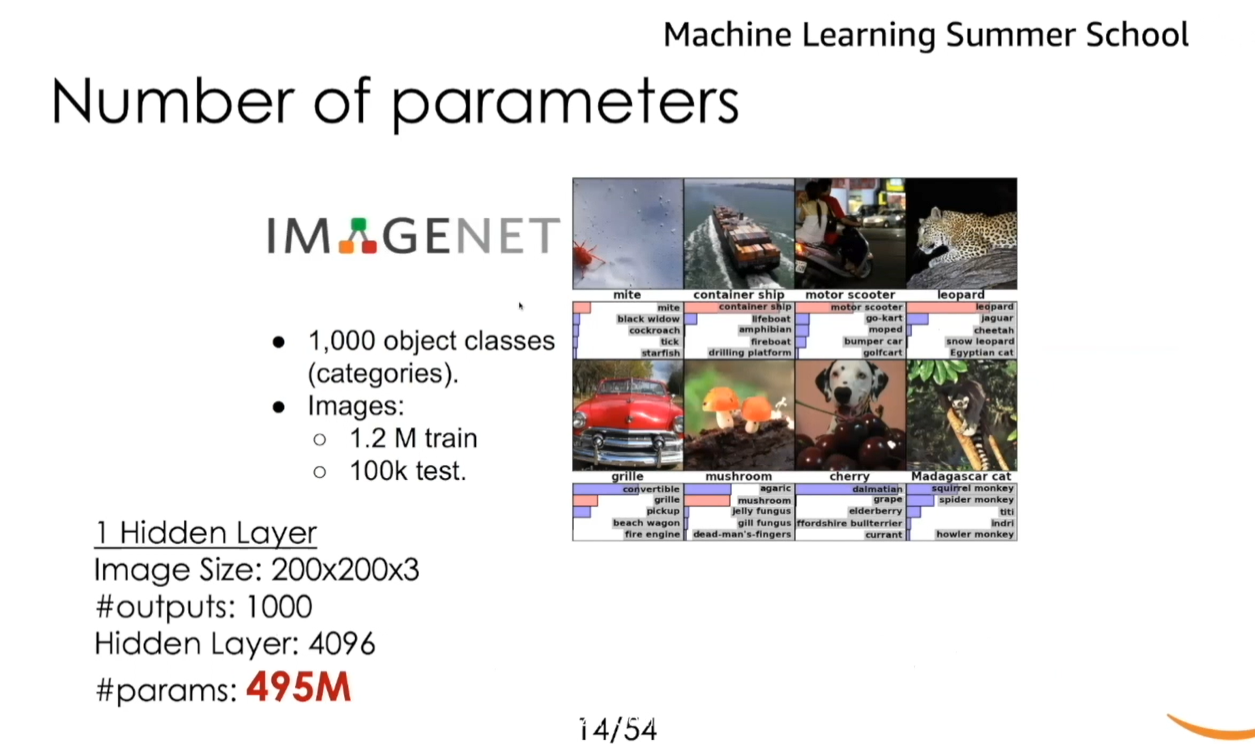 Machine Learning Summer School
Number of parameters
IMAGENET
● 1,000 object classes
(categories).
● Images:
○ 1.2 M train
○ 100k test.
1 Hidden Layer
Image Size: 200x200x3
#outputs: 1000
Hidden Layer: 4096
#params: 495M
mite container ship motor scooter leopard
mite container ship motor scooter leopard
black widow lifeboat go-kart jaguar
cockroach amphibian moped cheetah
tick fireboat bumper car snow leopard
starfish drilling platform golfcart Egyptian cat
grille mushroom cherry Madagascar cat
convertible agaric dalmatian squirrel monkey
grille mushroom grape spider monkey
pickup jelly fungus elderberry titi
beach wagon gill fungus ffordshire bullterrier indri
fire engine dead-man's-fingers currant howler monkey
14/54